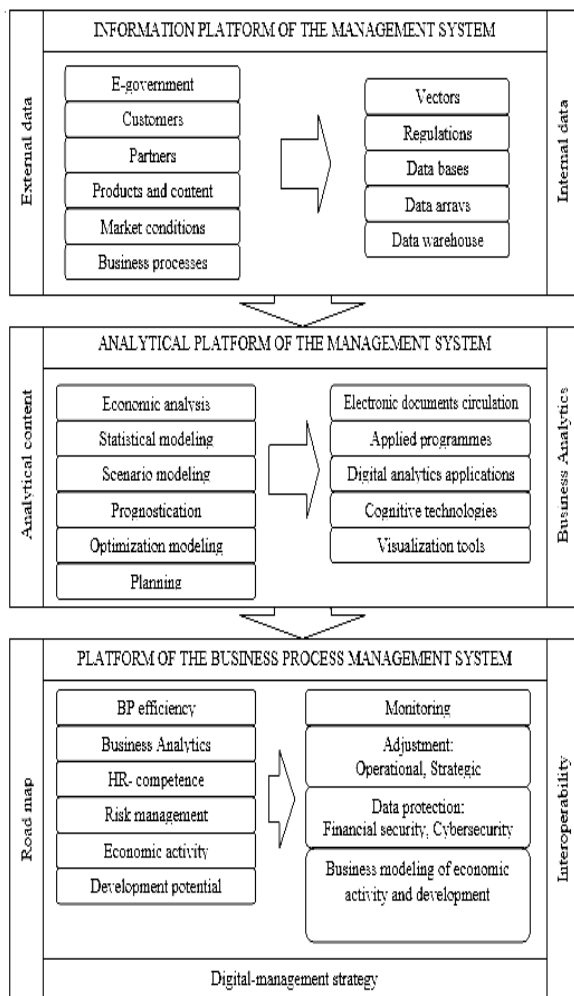 INFORMATION PLATFORM OF THE MANAGEMENT SYSTEM
External data
E-government
Customers
Partners
Products and content
Market conditions
Business processes
Vectors
Regulations
Data bases
Data arrays
Data warehouse
Internal data
ANALYTICAL PLATFORM OF THE MANAGEMENT SYSTEM
Analytical content
Economic analysis
Statistical modeling
Scenario modeling
Prognostication
Optimization modeling
Planning
Electronic documents circulation
Applied programmes
Digital analytics applications
Cognitive technologies
Visualization tools
Business Analytics
PLATFORM OF THE BUSINESS PROCESS MANAGEMENT SYSTEM
Road map
BP efficiency
Business Analytics
HR- competence
Risk management
Economic activity
Development potential
Monitoring
Adjustment:
Operational, Strategic
Data protection:
Financial security, Cybersecurity
Business modeling of economic
activity and development
Interoperability
Digital-management strategy